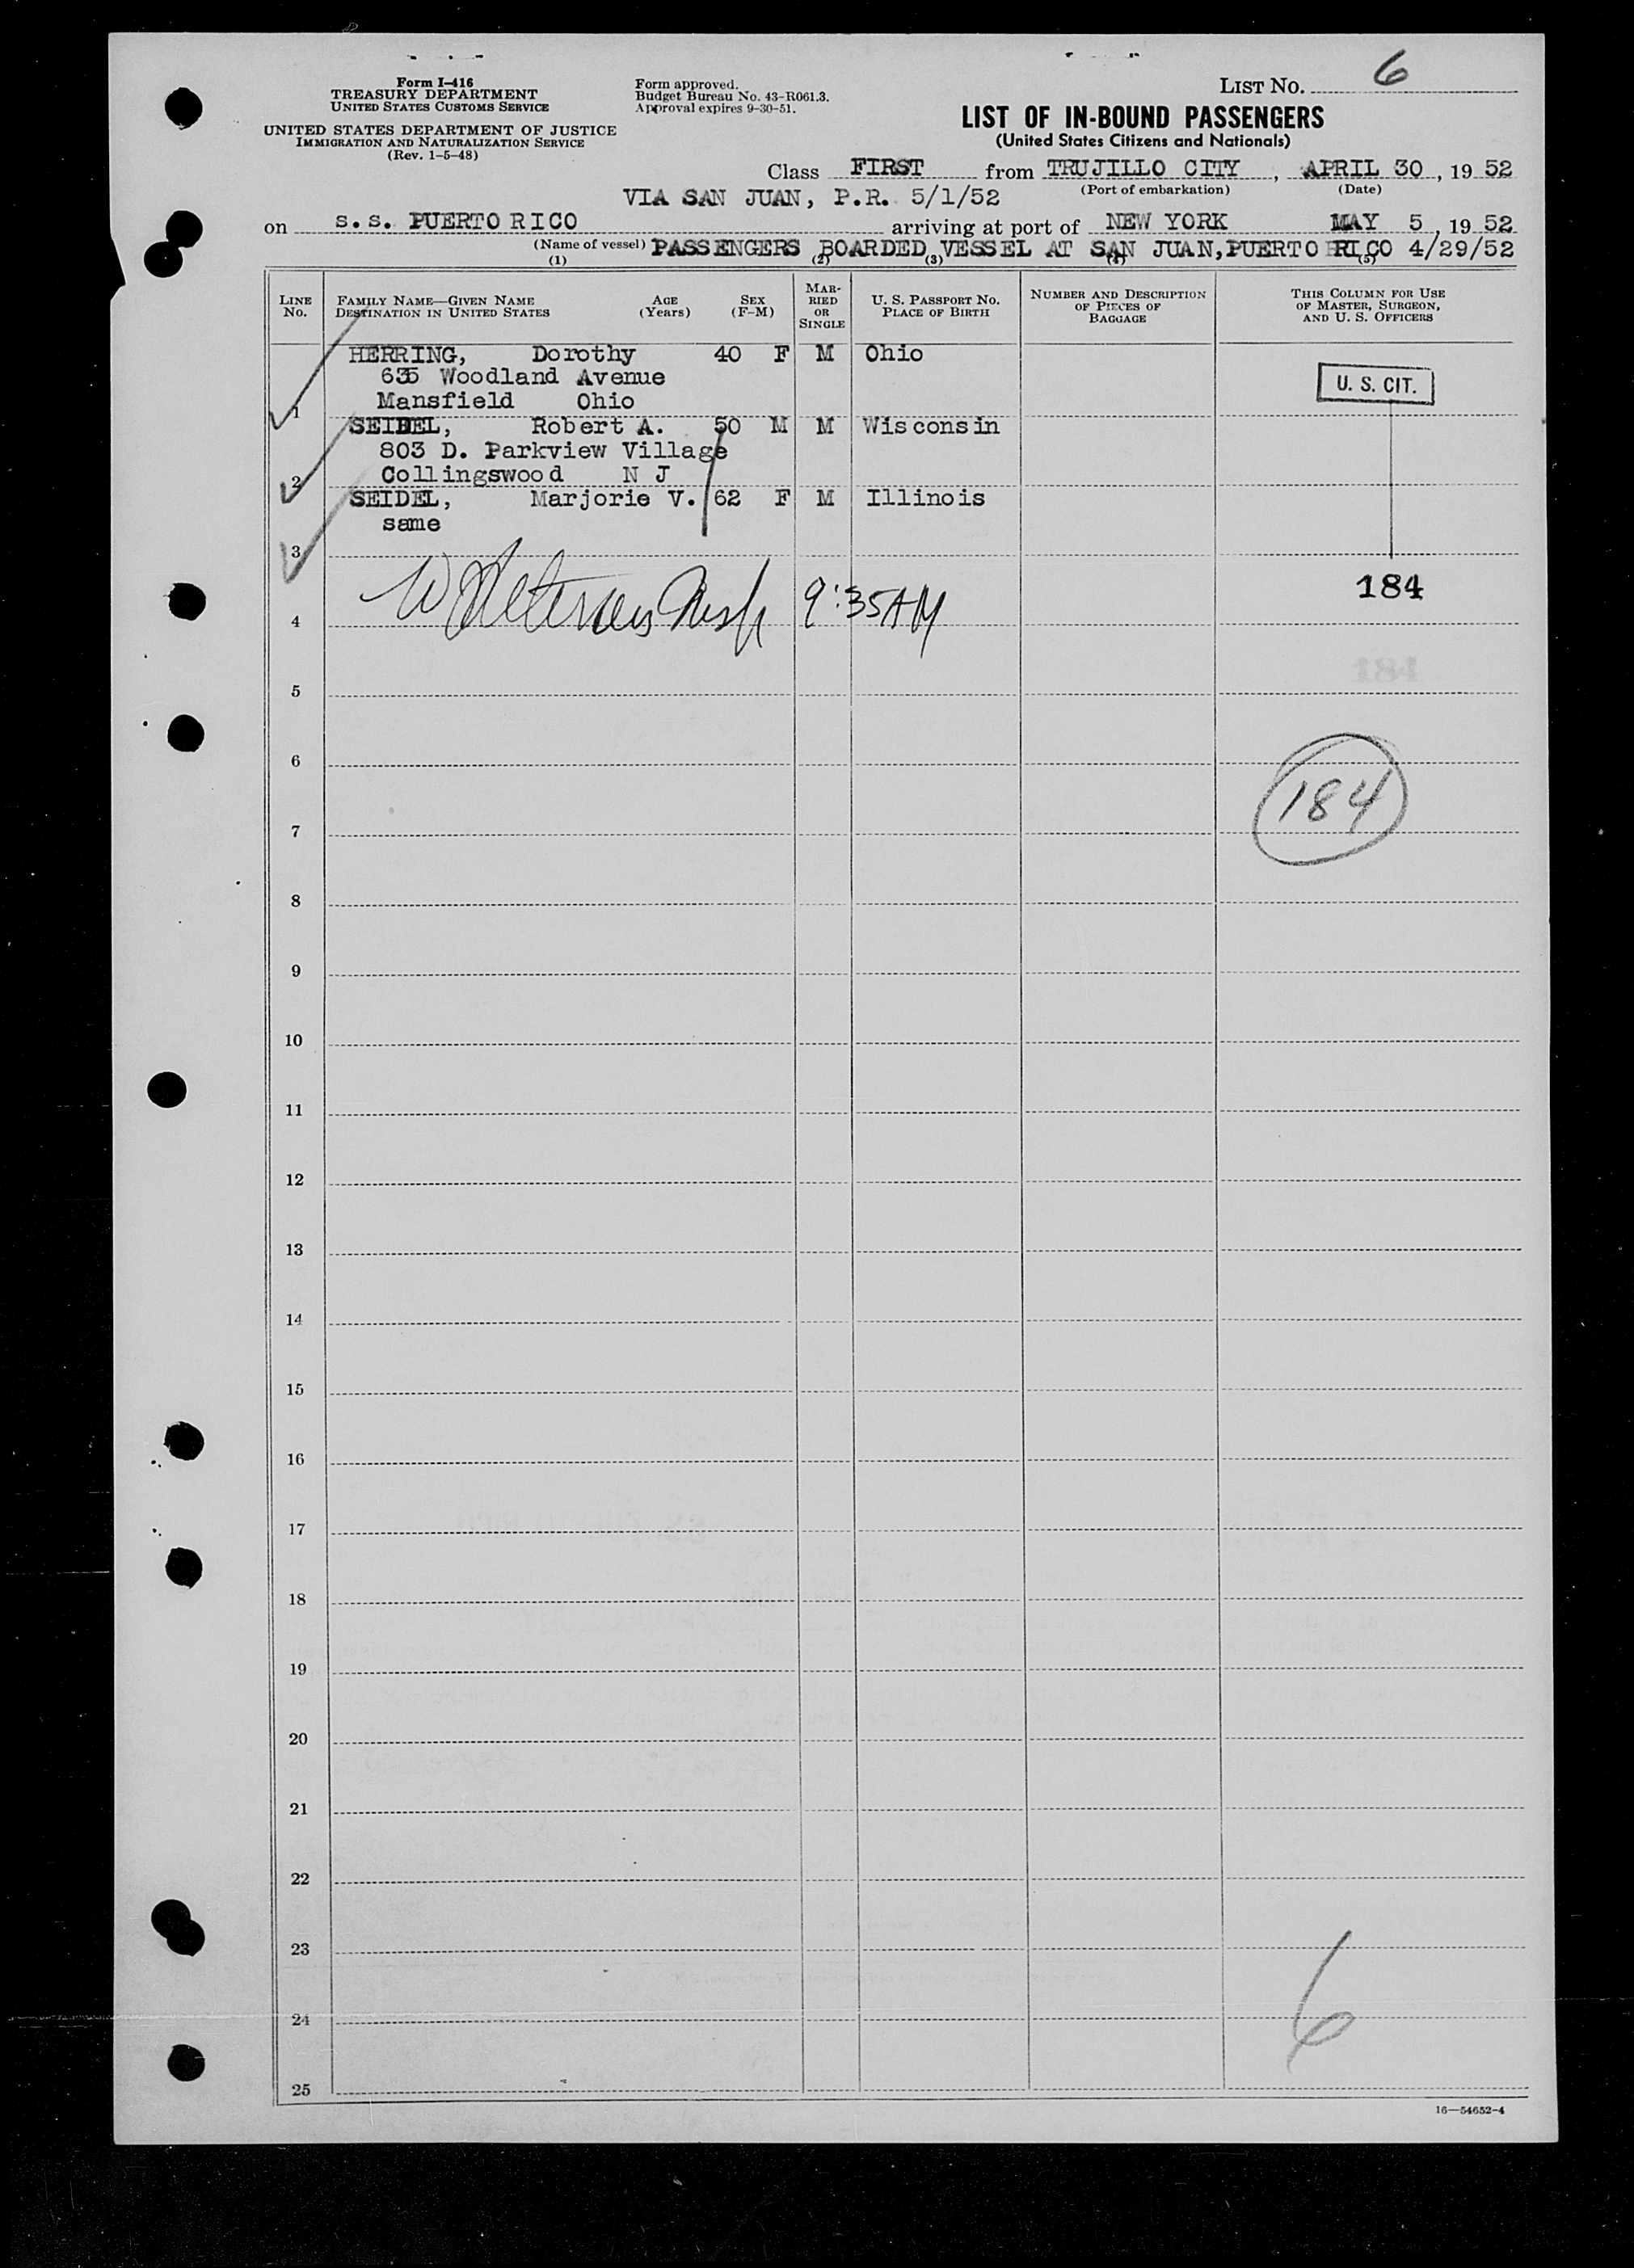 Form I-416
TREASURY DEPARTMENT
UNITED STATES CUSTOMS SERVICE
UNITED STATES DEPARTMENT OF JUSTICE
IMMIGRATION AND NATURALIZATION SERVICE
(Rev. 1-5-48)
Form approved.
Budget Bureau No. 43-R061.3.
Approval expires 9-30-51.
LIST NO. 6
LIST OF IN-BOUND PASSENGERS
(United States Citizens and Nationals)
Class FIRST from TRUJILLO CITY, APRIL 30, 19 52
(Port of embarkation) (Date)
VIA SAN JUAN, P.R. 5/1/52
on s.s. PUERTO RICO arriving at port of NEW YORK MAY 5, 19 52
(Name of vessel) PASSENGERS BOARDED VESSEL AT SAN JUAN, PUERTO RICO 4/29/52
(1) (2) (3) (4) (5)
LINE NO.
FAMILY NAME—GIVEN NAME
DESTINATION IN UNITED STATES
AGE (Years)
SEX (F-M)
MARRIED OR SINGLE
U. S. PASSPORT NO.
PLACE OF BIRTH
NUMBER AND DESCRIPTION
OF PIECES OF
BAGGAGE
THIS COLUMN FOR USE
OF MASTER, SURGEON,
AND U. S. OFFICERS
HERRING, Dorothy 40 F M Ohio
635 Woodland Avenue
U. S. CIT.
1 Mansfield Ohio
SEIDEL, Robert A. 50 M M Wisconsin
803 D. Parkview Village
2 Collingswood N J
SEIDEL, Marjorie V. 62 F M Illinois
same
3
184
9:35 AM
4
5
6
184
7
8
9
10
11
12
13
14
15
16
17
18
19
20
21
22
23
24
6
25
16—54652-4